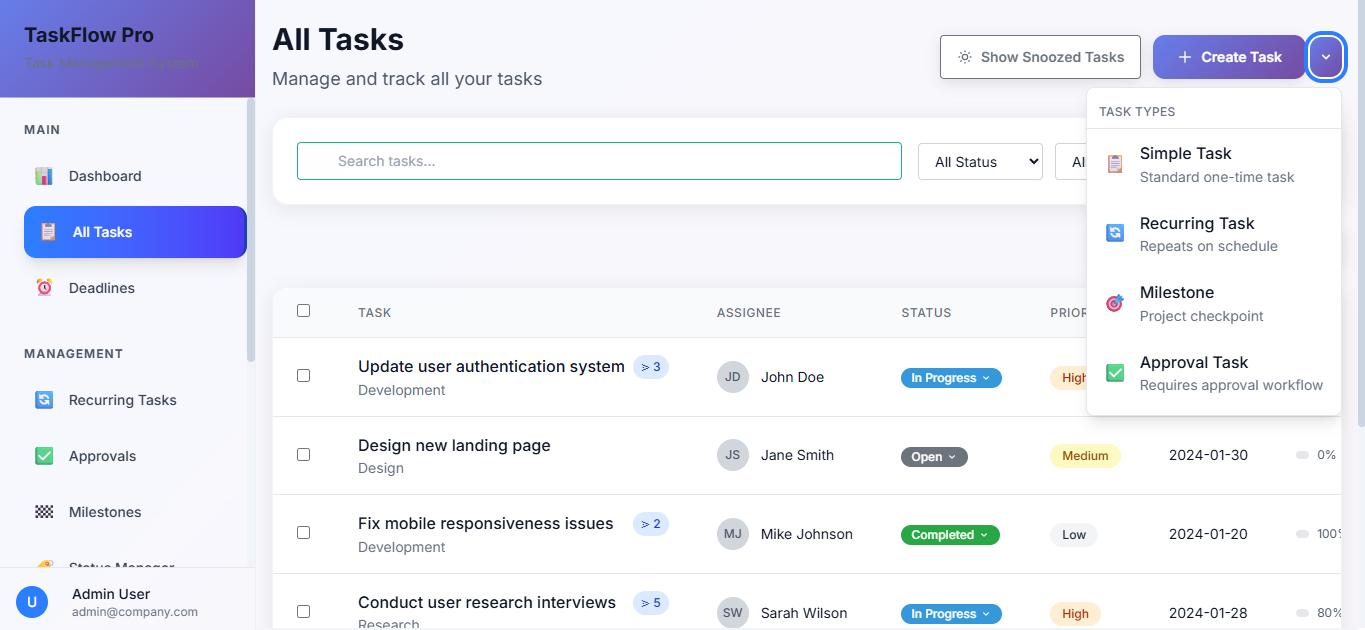 TaskFlow Pro
Task Management System
MAIN
Dashboard
All Tasks
Deadlines
MANAGEMENT
Recurring Tasks
Approvals
Milestones
Status Manager
U
Admin User
admin@company.com
All Tasks
Manage and track all your tasks
Show Snoozed Tasks
+ Create Task
Search tasks...
All Status
TASK TYPES
Simple Task
Standard one-time task
Recurring Task
Repeats on schedule
Milestone
Project checkpoint
Approval Task
Requires approval workflow
TASK ASSIGNEE STATUS
Update user authentication system > 3 JD John Doe In Progress High
Development
Design new landing page JS Jane Smith Open Medium 2024-01-30 0%
Design
Fix mobile responsiveness issues > 2 MJ Mike Johnson Completed Low 2024-01-20 100%
Development
Conduct user research interviews > 5 SW Sarah Wilson In Progress High 2024-01-28 80%
Research